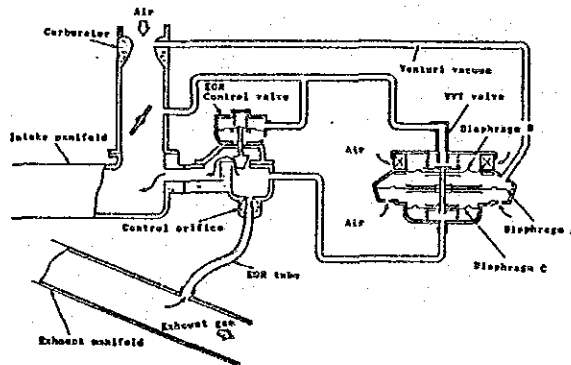 Air
Carburetor
Venturi vacuum
EGR
Control valve
VVT valve
Diaphragm B
Intake manifold
Air
Control orifice
Air
Diaphragm
Diaphragm C
EGR tube
Exhaust gas
Exhaust manifold